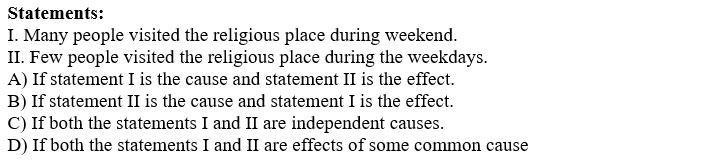 Statements:
I. Many people visited the religious place during weekend.
II. Few people visited the religious place during the weekdays.
A) If statement I is the cause and statement II is the effect.
B) If statement II is the cause and statement I is the effect.
C) If both the statements I and II are independent causes.
D) If both the statements I and II are effects of some common cause